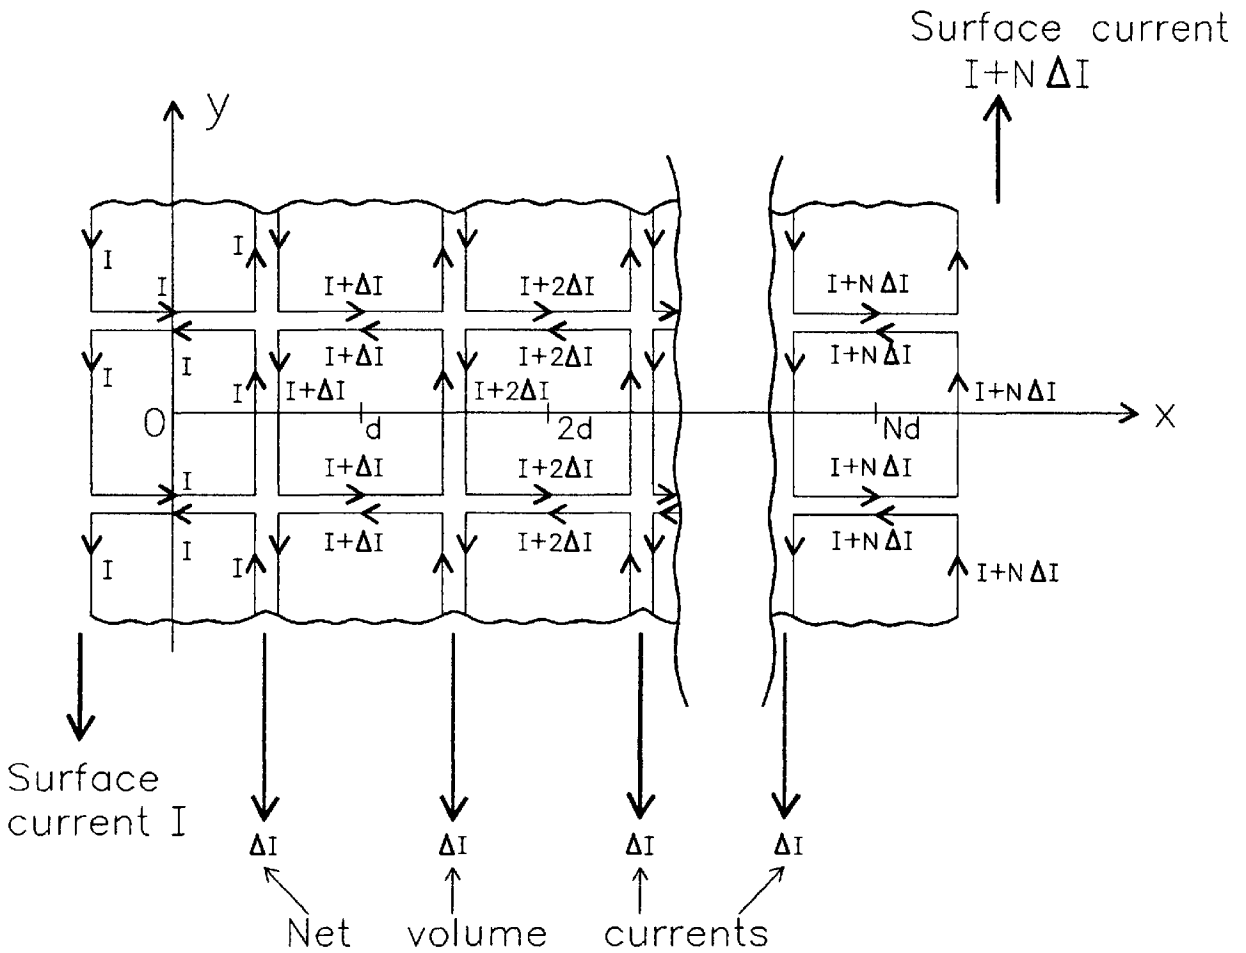 Surface current
I+NΔI
y
I I
I I+ΔI I+2ΔI I+NΔI
I I I+ΔI I+2ΔI I+NΔI
I I+ΔI I+2ΔI I+NΔI
O d 2d Nd x
I I+ΔI I+2ΔI I+NΔI
I I+ΔI I+2ΔI I+NΔI
I I I+NΔI
Surface
current I
ΔI ΔI ΔI ΔI
Net volume currents